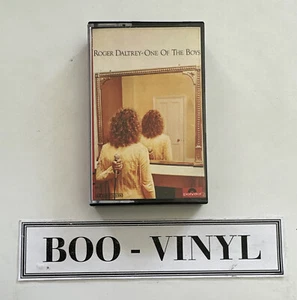 ROGER DALTREY-ONE OF THE BOYS
BOO - VINYL